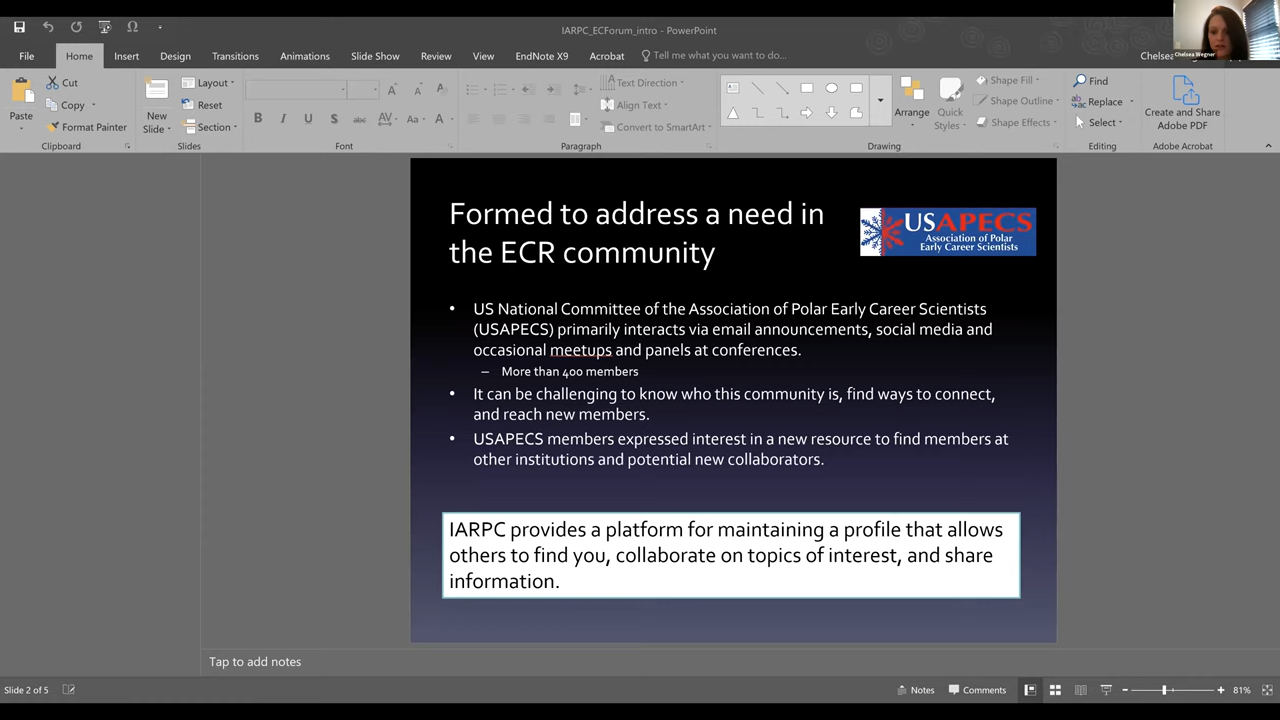 IARPC_ECForum_intro - PowerPoint
Chelsea Wegner
File
Home
Insert
Design
Transitions
Animations
Slide Show
Review
View
EndNote X9
Acrobat
Tell me what you want to do...
Paste
Cut
Copy
Format Painter
Clipboard
New Slide
Layout
Reset
Section
Slides
Font
Text Direction
Align Text
Convert to SmartArt
Paragraph
Arrange
Quick Styles
Shape Fill
Shape Outline
Shape Effects
Drawing
Find
Replace
Select
Editing
Create and Share
Adobe PDF
Adobe Acrobat
Formed to address a need in
the ECR community
USAPECS
Association of Polar
Early Career Scientists
• US National Committee of the Association of Polar Early Career Scientists
(USAPECS) primarily interacts via email announcements, social media and
occasional meetups and panels at conferences.
– More than 400 members
• It can be challenging to know who this community is, find ways to connect,
and reach new members.
• USAPECS members expressed interest in a new resource to find members at
other institutions and potential new collaborators.
IARPC provides a platform for maintaining a profile that allows
others to find you, collaborate on topics of interest, and share
information.
Tap to add notes
Slide 2 of 5
Notes
Comments
81%